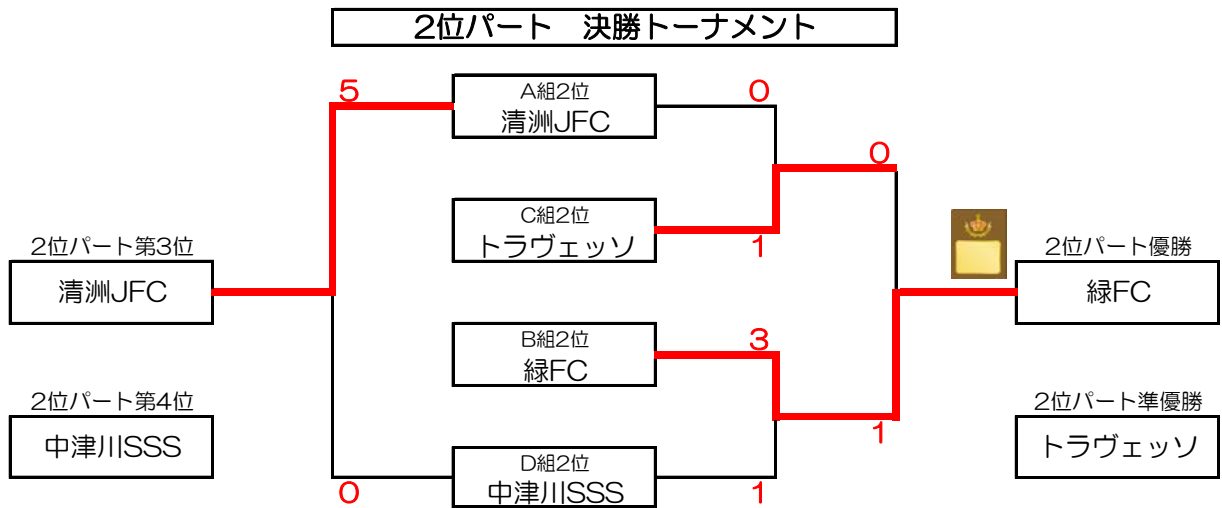 2位パート 決勝トーナメント
5
A組2位
清洲JFC
0
0
C組2位
トラヴェッソ
1
2位パート第3位
清洲JFC
2位パート優勝
緑FC
B組2位
緑FC
3
2位パート第4位
中津川SSS
1
2位パート準優勝
トラヴェッソ
D組2位
中津川SSS
0
1